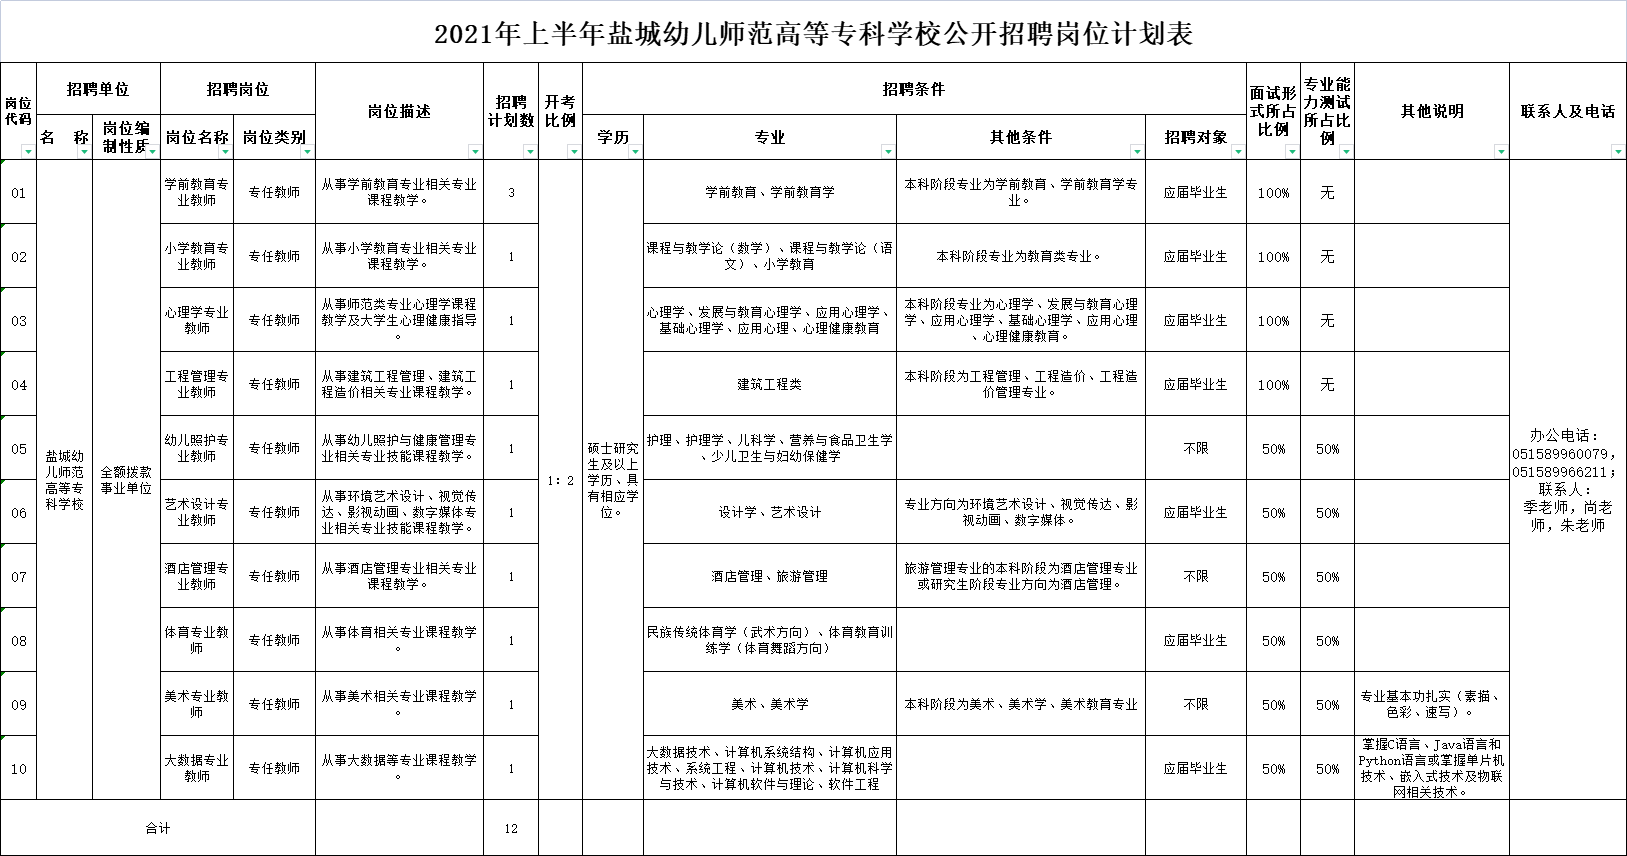 2021年上半年盐城幼儿师范高等专科学校公开招聘岗位计划表
岗位
代码
招聘单位
招聘岗位
岗位描述
招聘
计划数
开考
比例
招聘条件
面试形
式所占
比例
专业能
力测试
所占比
例
其他说明
联系人及电话
名 称
岗位编
制性质
岗位名称
岗位类别
学历
专业
其他条件
招聘对象
01
学前教育专
业教师
专任教师
从事学前教育专业相关专业
课程教学。
3
学前教育、学前教育学
本科阶段专业为学前教育、学前教育学专
业。
应届毕业生
100%
无
02
小学教育专
业教师
专任教师
从事小学教育专业相关专业
课程教学。
1
课程与教学论（数学）、课程与教学论（语
文）、小学教育
本科阶段专业为教育类专业。
应届毕业生
100%
无
03
心理学专业
教师
专任教师
从事师范类专业心理学课程
教学及大学生心理健康指导
。
1
心理学、发展与教育心理学、应用心理学、
基础心理学、应用心理、心理健康教育
本科阶段专业为心理学、发展与教育心理
学、应用心理学、基础心理学、应用心理
、心理健康教育。
应届毕业生
100%
无
04
工程管理专
业教师
专任教师
从事建筑工程管理、建筑工
程造价相关专业课程教学。
1
建筑工程类
本科阶段为工程管理、工程造价、工程造
价管理专业。
应届毕业生
100%
无
盐城幼
儿师范
高等专
科学校
全额拨款
事业单位
1：2
硕士研究
生及以上
学历、具
有相应学
位。
办公电话：
051589960079，
051589966211；
联系人：
季老师，尚老
师，朱老师
05
幼儿照护专
业教师
专任教师
从事幼儿照护与健康管理专
业相关专业技能课程教学。
1
护理、护理学、儿科学、营养与食品卫生学
、少儿卫生与妇幼保健学
不限
50%
50%
06
艺术设计专
业教师
专任教师
从事环境艺术设计、视觉传
达、影视动画、数字媒体专
业相关专业技能课程教学。
1
设计学、艺术设计
专业方向为环境艺术设计、视觉传达、影
视动画、数字媒体。
应届毕业生
50%
50%
07
酒店管理专
业教师
专任教师
从事酒店管理专业相关专业
课程教学。
1
酒店管理、旅游管理
旅游管理专业的本科阶段为酒店管理专业
或研究生阶段专业方向为酒店管理。
不限
50%
50%
08
体育专业教
师
专任教师
从事体育相关专业课程教学
。
1
民族传统体育学（武术方向）、体育教育训
练学（体育舞蹈方向）
应届毕业生
50%
50%
09
美术专业教
师
专任教师
从事美术相关专业课程教学
。
1
美术、美术学
本科阶段为美术、美术学、美术教育专业
不限
50%
50%
专业基本功扎实（素描、
色彩、速写）。
10
大数据专业
教师
专任教师
从事大数据等专业课程教学
。
1
大数据技术、计算机系统结构、计算机应用
技术、系统工程、计算机技术、计算机科学
与技术、计算机软件与理论、软件工程
应届毕业生
50%
50%
掌握C语言、Java语言和
Python语言或掌握单片机
技术、嵌入式技术及物联
网相关技术。
合计
12